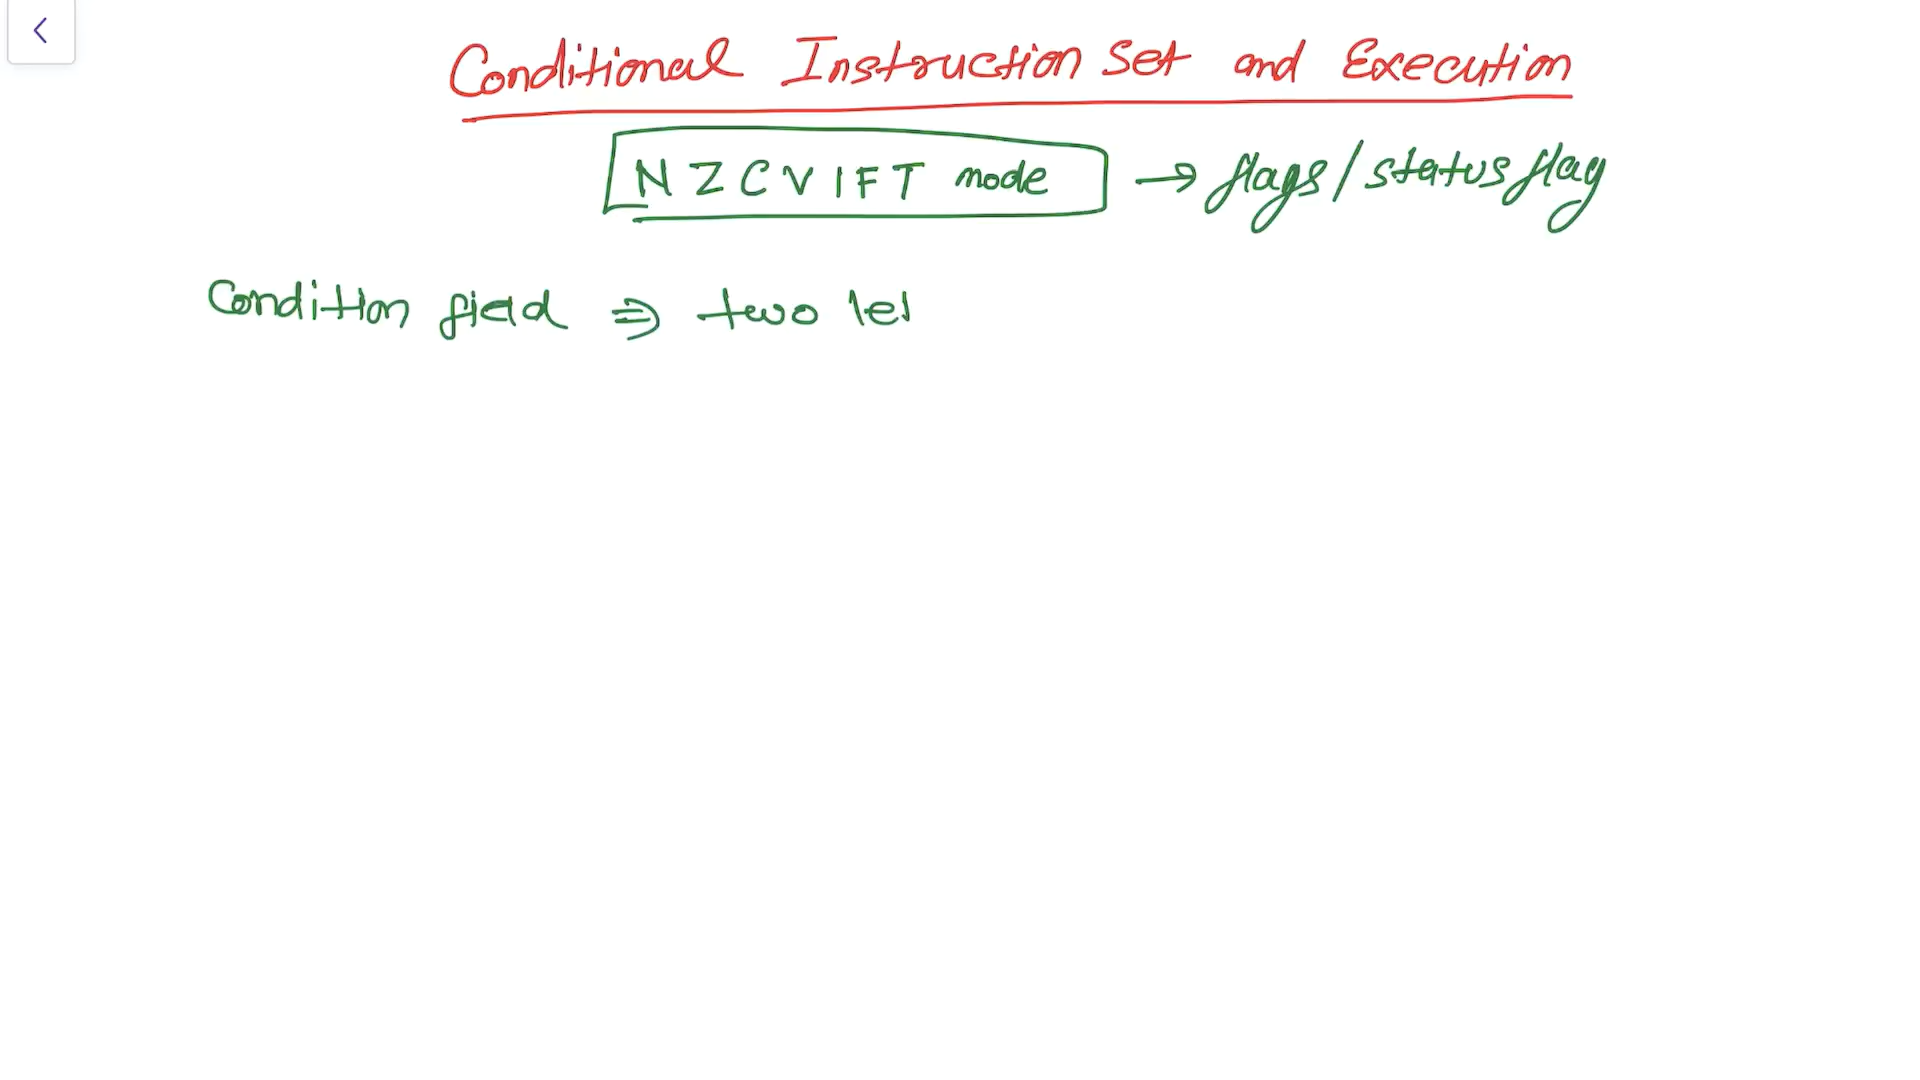 Conditional Instruction Set and Execution
N Z C V I F T mode → flags/status flag
Condition field ⇒ two let